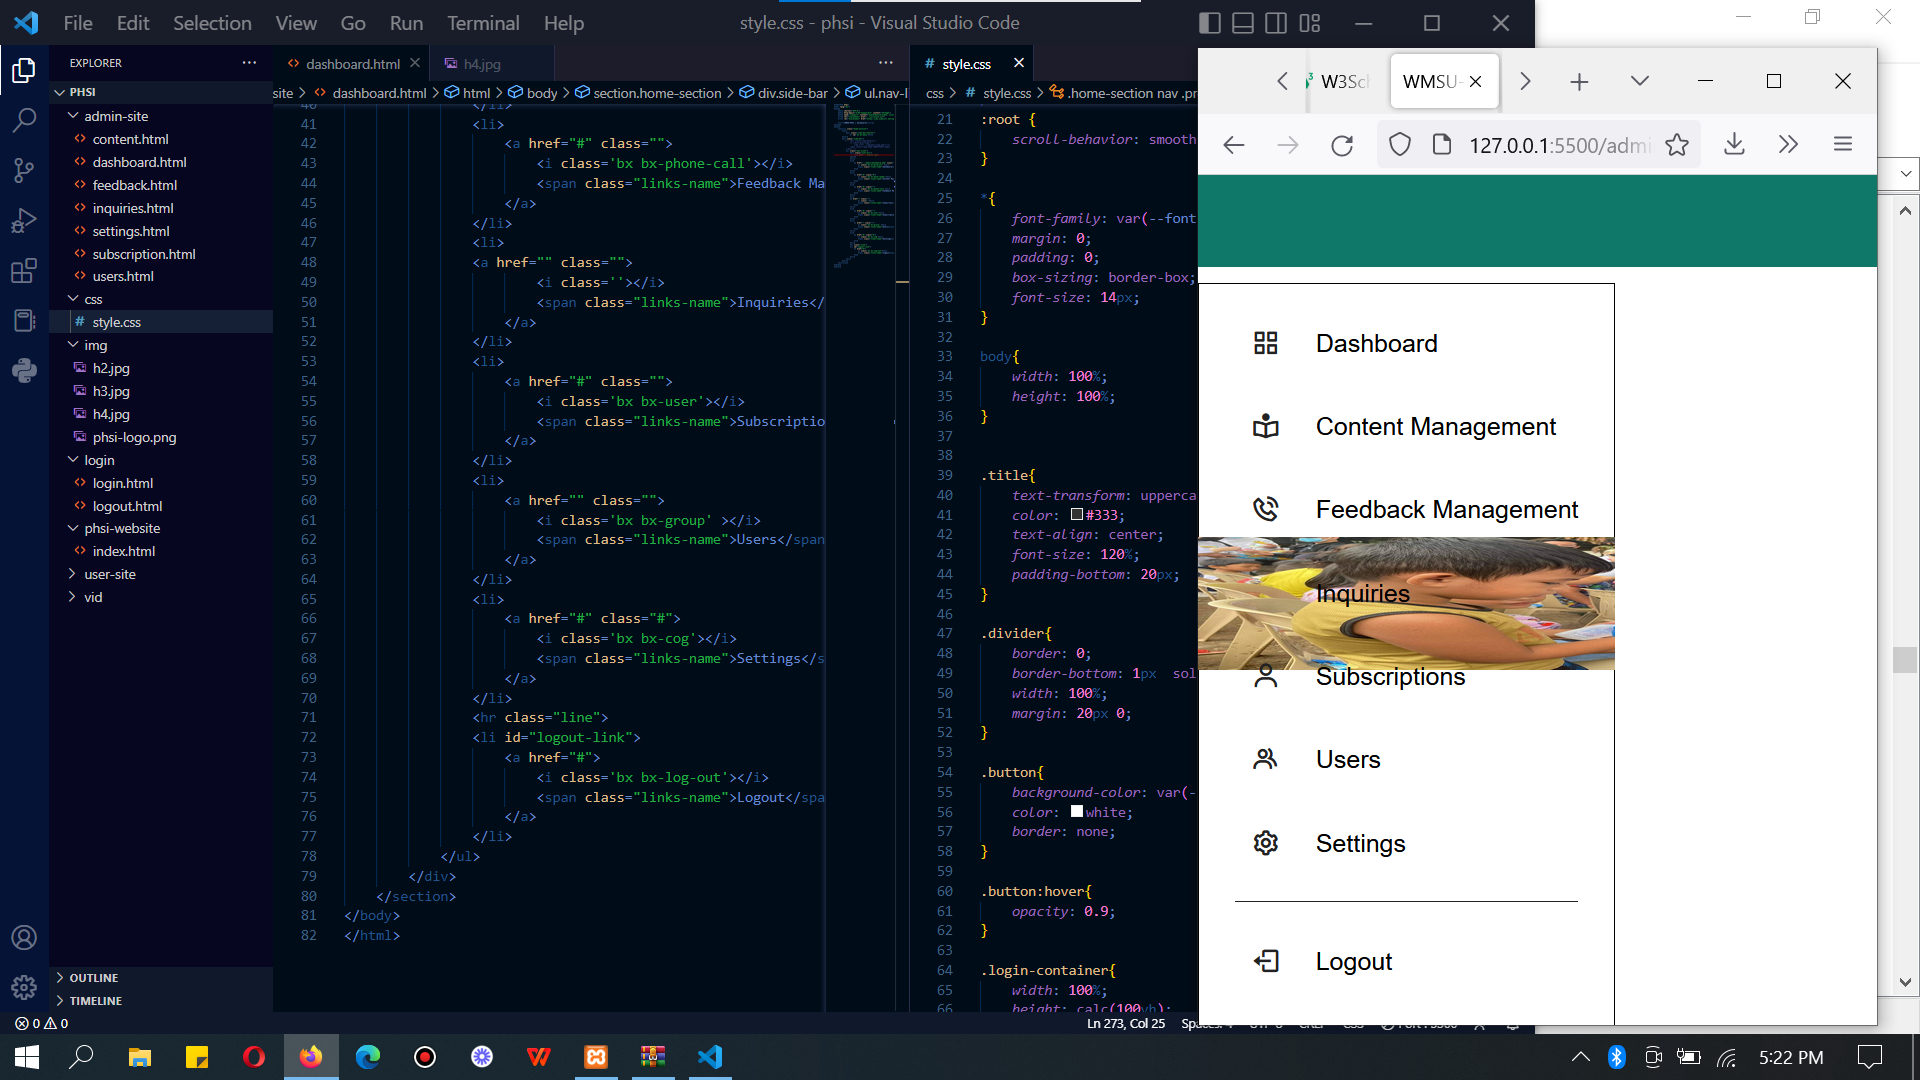 File Edit Selection View Go Run Terminal Help
style.css - phsi - Visual Studio Code
EXPLORER
PHSI
admin-site
content.html
dashboard.html
feedback.html
inquiries.html
settings.html
subscription.html
users.html
css
# style.css
img
h2.jpg
h3.jpg
h4.jpg
phsi-logo.png
login
login.html
logout.html
phsi-website
index.html
user-site
vid
OUTLINE
TIMELINE
dashboard.html
h4.jpg
site > dashboard.html > html > body > section.home-section > div.side-bar > ul.nav-l
40 </li>
41 <li>
42 <a href="#" class="">
43 <i class='bx bx-phone-call'></i>
44 <span class="links-name">Feedback Ma
45 </a>
46 </li>
47 <li>
48 <a href="" class="">
49 <i class=''></i>
50 <span class="links-name">Inquiries</
51 </a>
52 </li>
53 <li>
54 <a href="#" class="">
55 <i class='bx bx-user'></i>
56 <span class="links-name">Subscriptio
57 </a>
58 </li>
59 <li>
60 <a href="" class="">
61 <i class='bx bx-group' ></i>
62 <span class="links-name">Users</span
63 </a>
64 </li>
65 <li>
66 <a href="#" class="#">
67 <i class='bx bx-cog'></i>
68 <span class="links-name">Settings</s
69 </a>
70 </li>
71 <hr class="line">
72 <li id="logout-link">
73 <a href="#">
74 <i class='bx bx-log-out'></i>
75 <span class="links-name">Logout</spa
76 </a>
77 </li>
78 </ul>
79 </div>
80 </section>
81 </body>
82 </html>
# style.css
css > # style.css > .home-section nav .pr
21 :root {
22 scroll-behavior: smooth
23 }
24
25 *{
26 font-family: var(--font
27 margin: 0;
28 padding: 0;
29 box-sizing: border-box;
30 font-size: 14px;
31 }
32
33 body{
34 width: 100%;
35 height: 100%;
36 }
37
38
39 .title{
40 text-transform: upperca
41 color: #333;
42 text-align: center;
43 font-size: 120%;
44 padding-bottom: 20px;
45 }
46
47 .divider{
48 border: 0;
49 border-bottom: 1px sol
50 width: 100%;
51 margin: 20px 0;
52 }
53
54 .button{
55 background-color: var(-
56 color: white;
57 border: none;
58 }
59
60 .button:hover{
61 opacity: 0.9;
62 }
63
64 .login-container{
65 width: 100%;
66 height: calc(100vh);
0 0
Ln 273, Col 25
W3Sch
WMSU-
127.0.0.1:5500/admi
Dashboard
Content Management
Feedback Management
Inquiries
Subscriptions
Users
Settings
Logout
5:22 PM